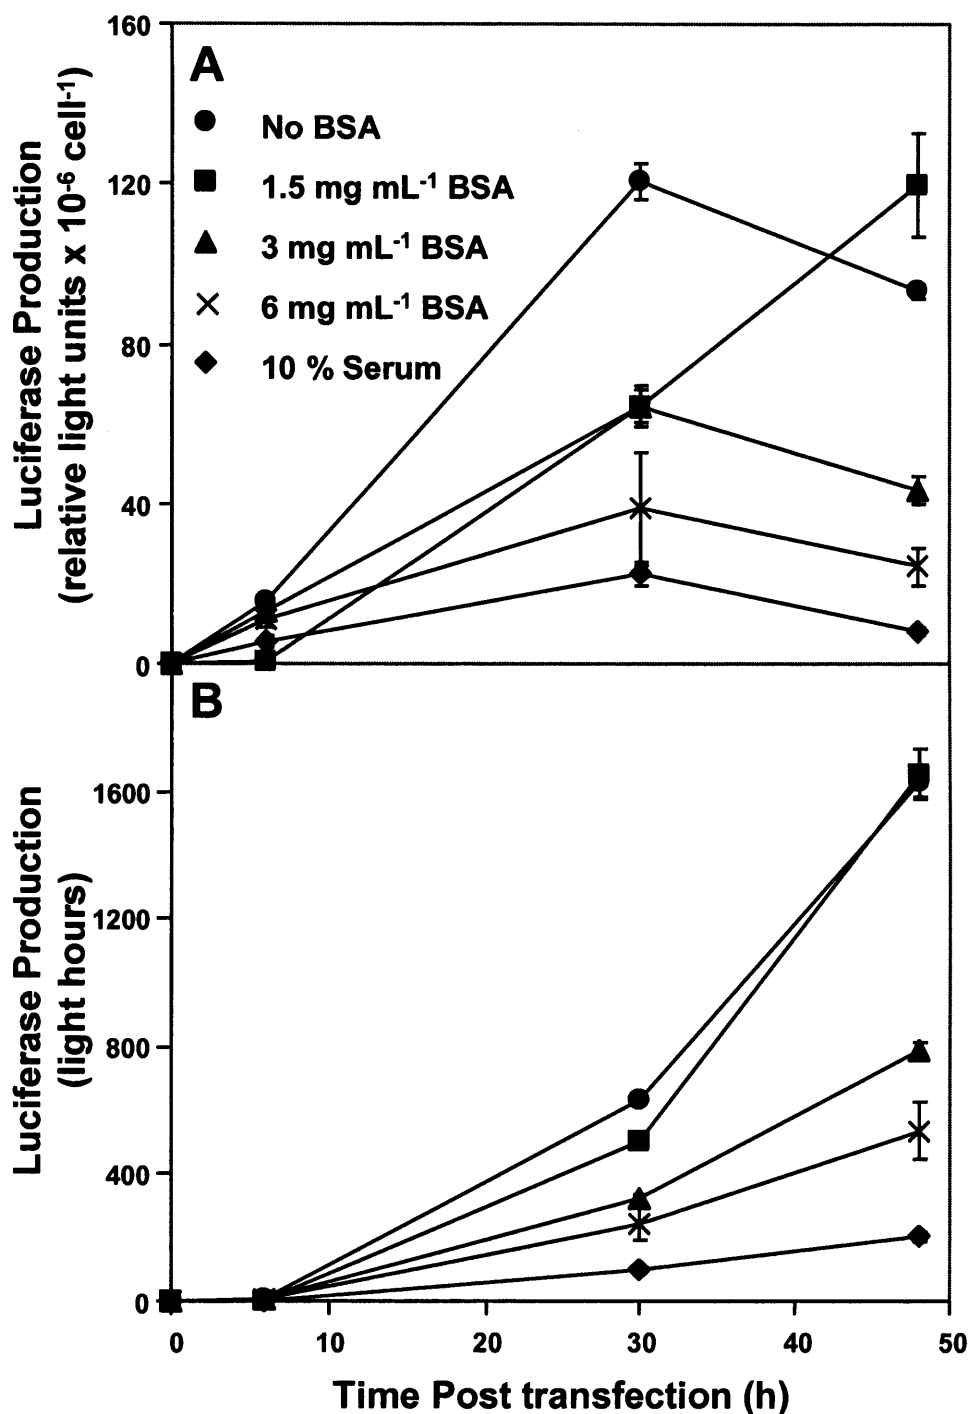 160
120
80
40
0
Luciferase Production
(relative light units x 10⁻⁶ cell⁻¹)
A
No BSA
1.5 mg mL⁻¹ BSA
3 mg mL⁻¹ BSA
6 mg mL⁻¹ BSA
10 % Serum
B
1600
1200
800
400
0
Luciferase Production
(light hours)
0 10 20 30 40 50
Time Post transfection (h)